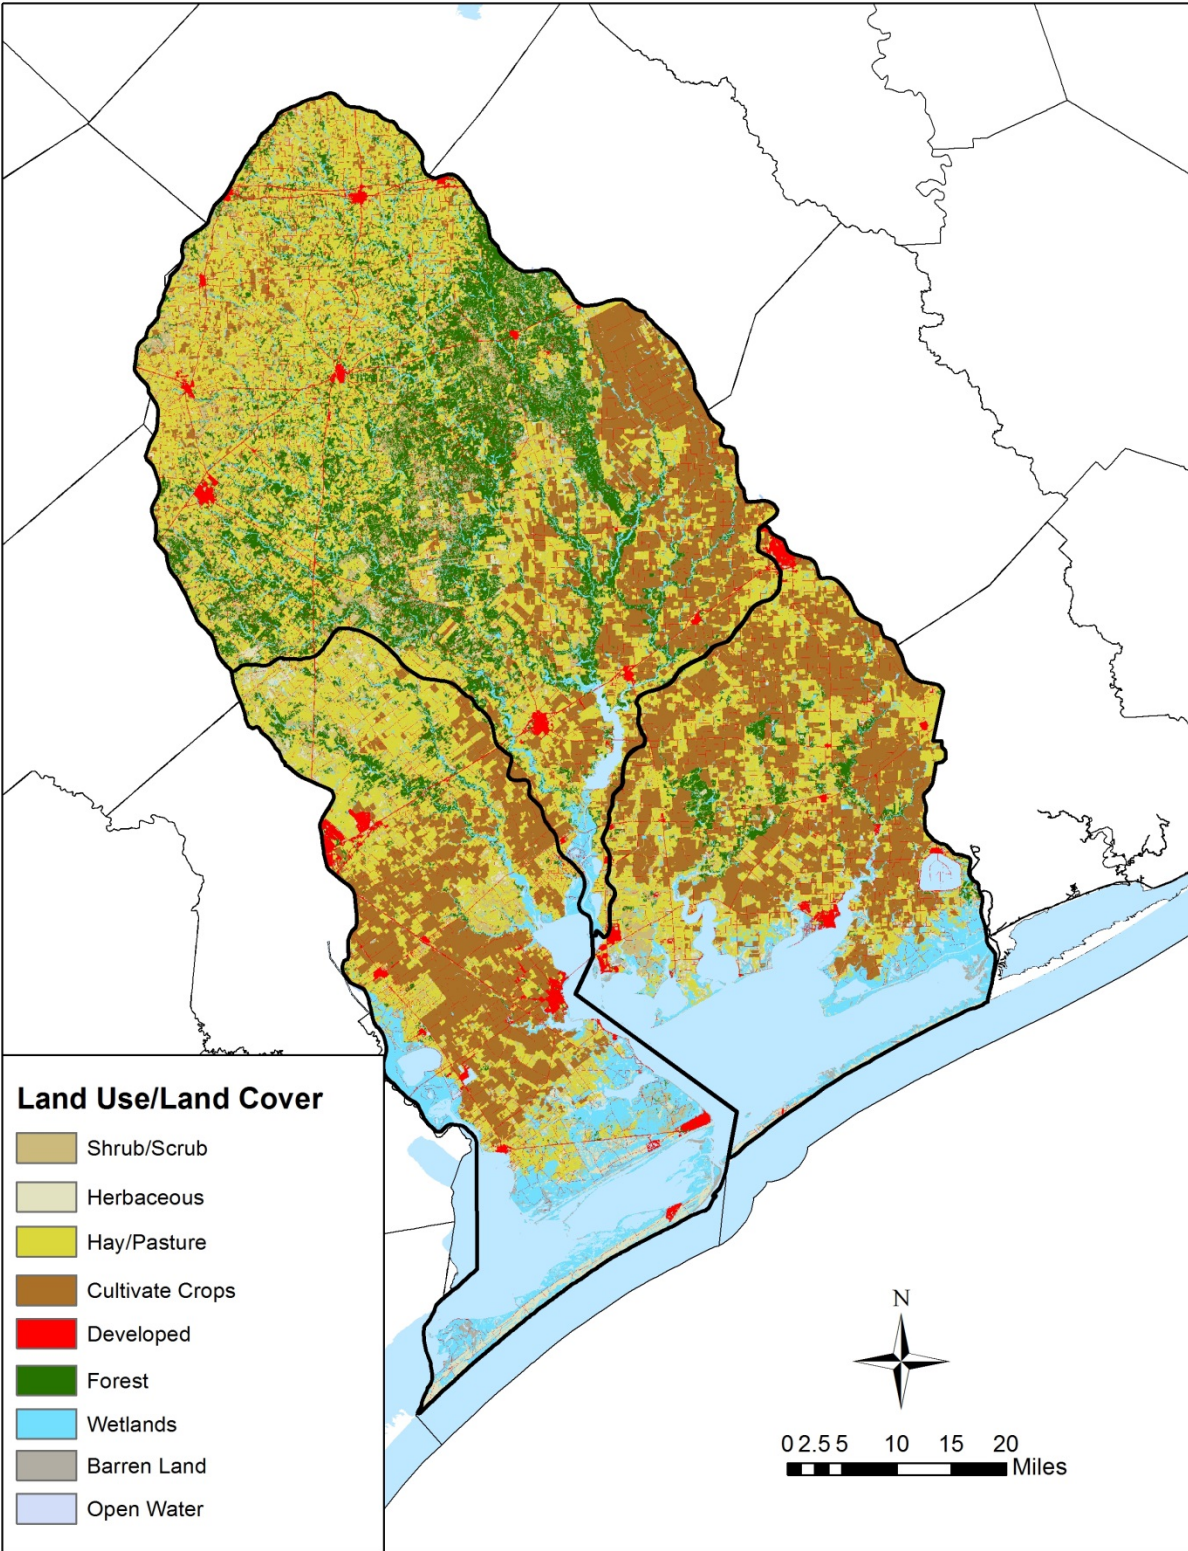 Land Use/Land Cover
Shrub/Scrub
Herbaceous
Hay/Pasture
Cultivate Crops
Developed
Forest
Wetlands
Barren Land
Open Water
N
0 2.5 5 10 15 20
Miles